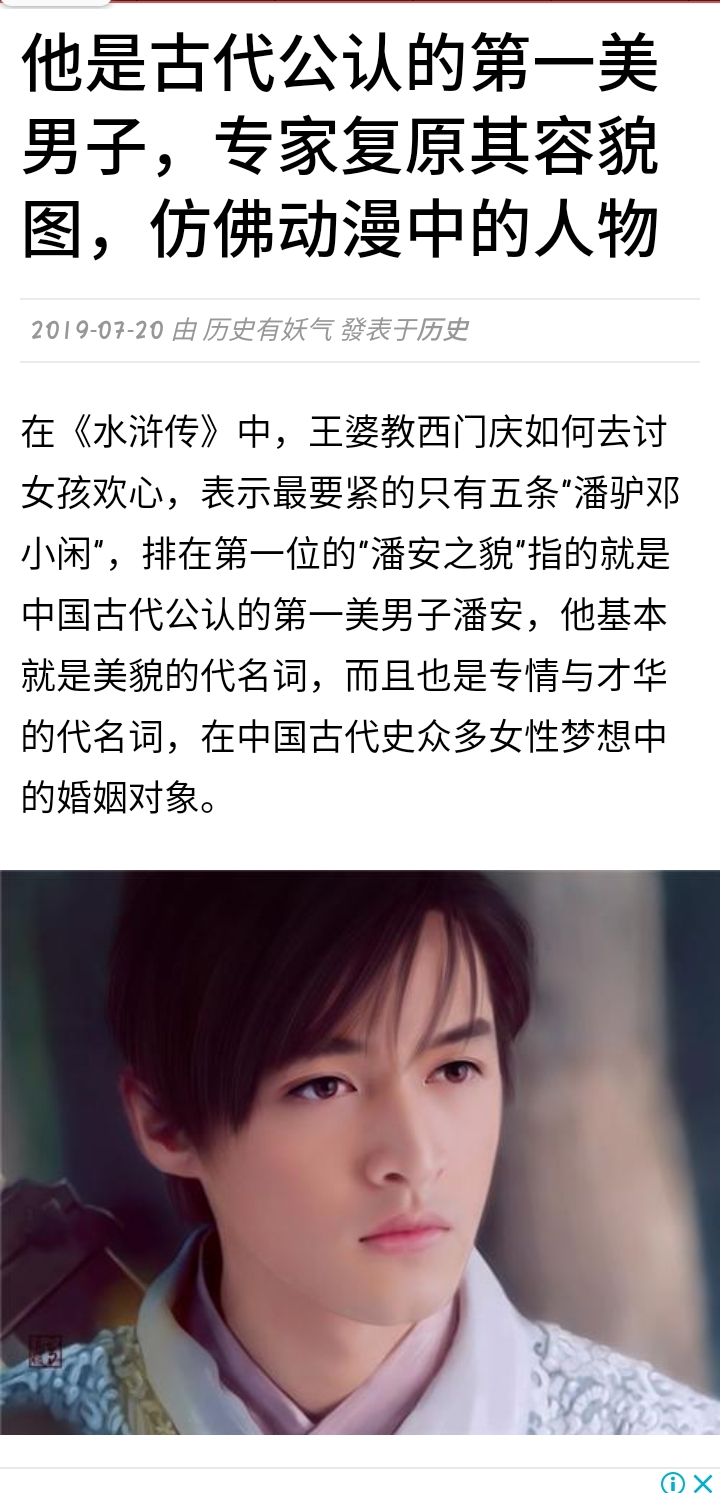 他是古代公认的第一美
男子，专家复原其容貌
图，仿佛动漫中的人物
2019-07-20 由 历史有妖气 發表于历史
在《水浒传》中，王婆教西门庆如何去讨
女孩欢心，表示最要紧的只有五条"潘驴邓
小闲"，排在第一位的"潘安之貌"指的就是
中国古代公认的第一美男子潘安，他基本
就是美貌的代名词，而且也是专情与才华
的代名词，在中国古代史众多女性梦想中
的婚姻对象。